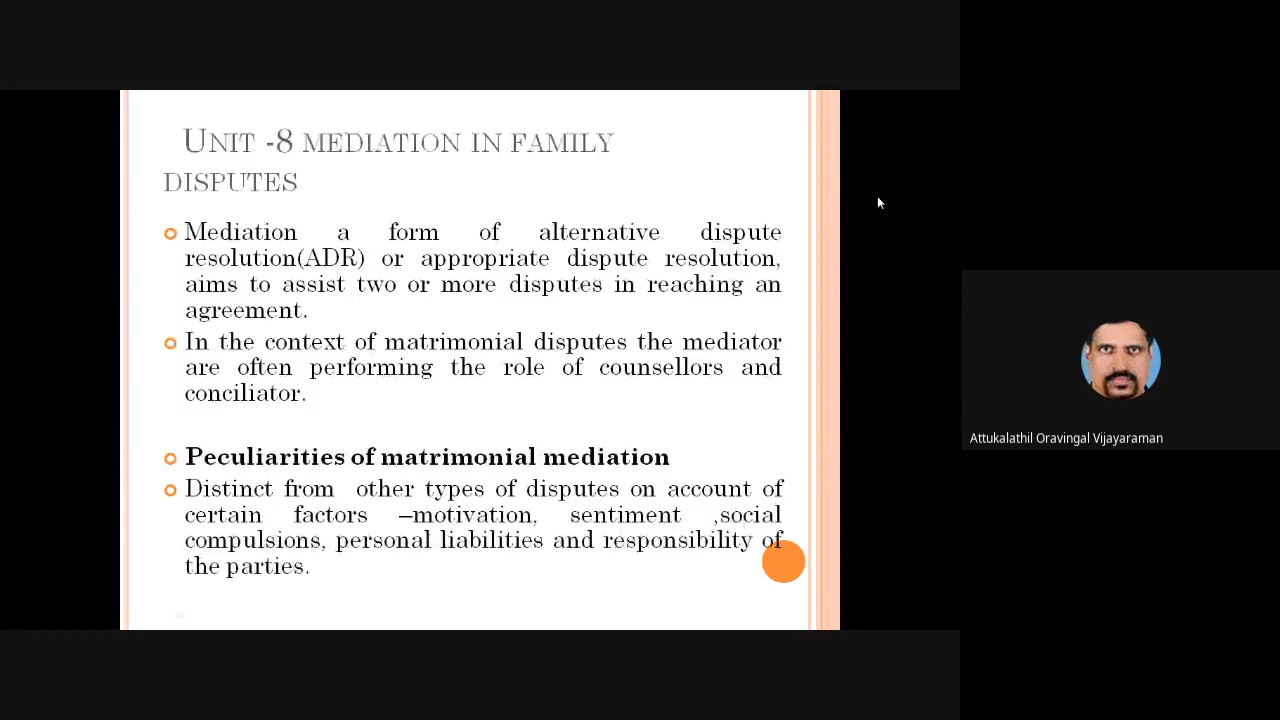 UNIT -8 MEDIATION IN FAMILY
DISPUTES
Mediation a form of alternative dispute
resolution(ADR) or appropriate dispute resolution,
aims to assist two or more disputes in reaching an
agreement.
In the context of matrimonial disputes the mediator
are often performing the role of counsellors and
conciliator.
Peculiarities of matrimonial mediation
Distinct from other types of disputes on account of
certain factors –motivation, sentiment ,social
compulsions, personal liabilities and responsibility of
the parties.
Attukalathil Oravingal Vijayaraman